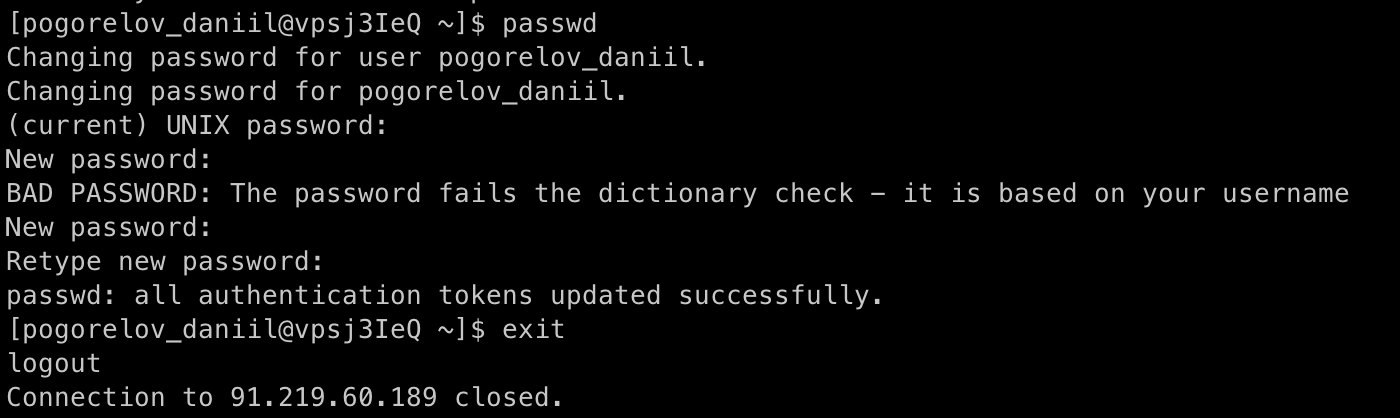 [pogorelov_daniil@vpsj3IeQ ~]$ passwd
Changing password for user pogorelov_daniil.
Changing password for pogorelov_daniil.
(current) UNIX password:
New password:
BAD PASSWORD: The password fails the dictionary check - it is based on your username
New password:
Retype new password:
passwd: all authentication tokens updated successfully.
[pogorelov_daniil@vpsj3IeQ ~]$ exit
logout
Connection to 91.219.60.189 closed.